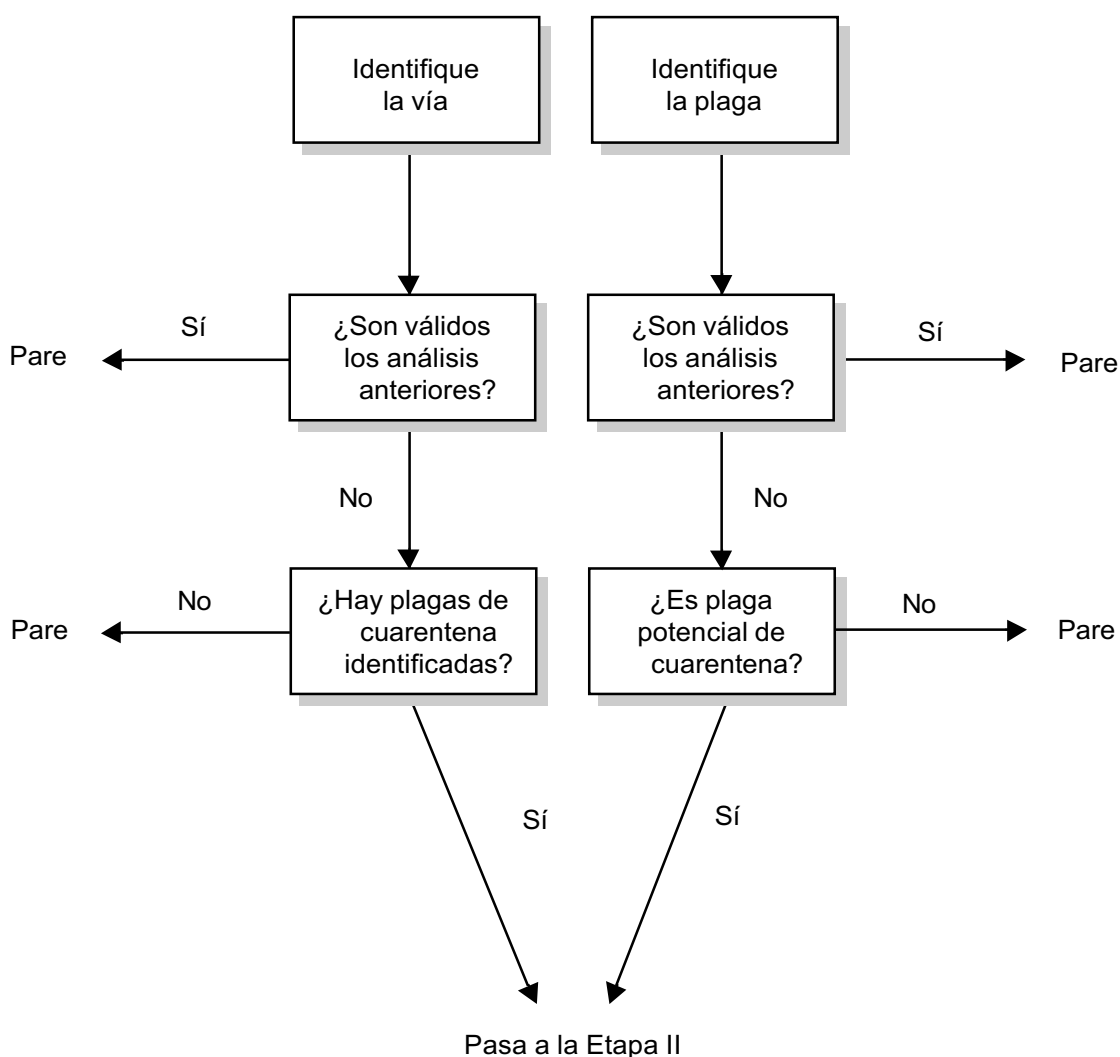 Identifique
la vía
Identifique
la plaga
Sí
¿Son válidos
los análisis
anteriores?
¿Son válidos
los análisis
anteriores?
Sí
Pare
Pare
No
No
No
¿Hay plagas de
cuarentena
identificadas?
¿Es plaga
potencial de
cuarentena?
No
Pare
Pare
Sí
Sí
Pasa a la Etapa II